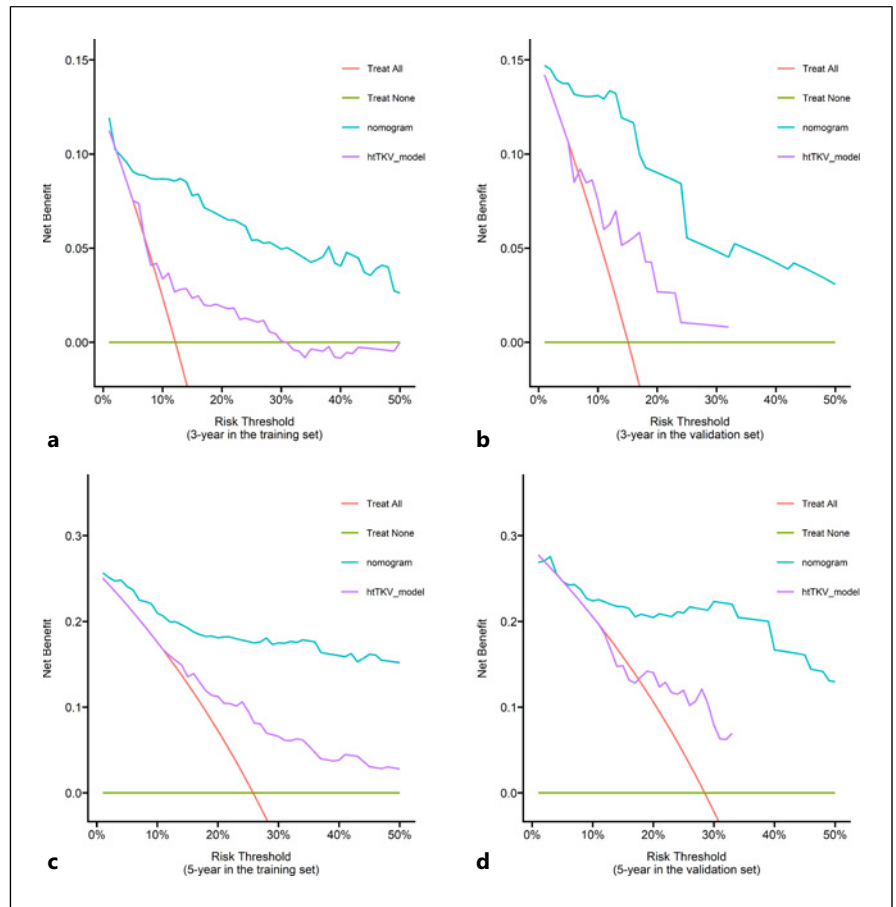 0.15
0.10
0.05
0.00
Net Benefit
Treat All
Treat None
nomogram
htTKV_model
0% 10% 20% 30% 40% 50%
Risk Threshold
(3-year in the training set)
a
0.15
0.10
0.05
0.00
Net Benefit
Treat All
Treat None
nomogram
htTKV_model
0% 10% 20% 30% 40% 50%
Risk Threshold
(3-year in the validation set)
b
0.3
0.2
0.1
0.0
Net Benefit
Treat All
Treat None
nomogram
htTKV_model
0% 10% 20% 30% 40% 50%
Risk Threshold
(5-year in the training set)
c
0.3
0.2
0.1
0.0
Net Benefit
Treat All
Treat None
nomogram
htTKV_model
0% 10% 20% 30% 40% 50%
Risk Threshold
(5-year in the validation set)
d